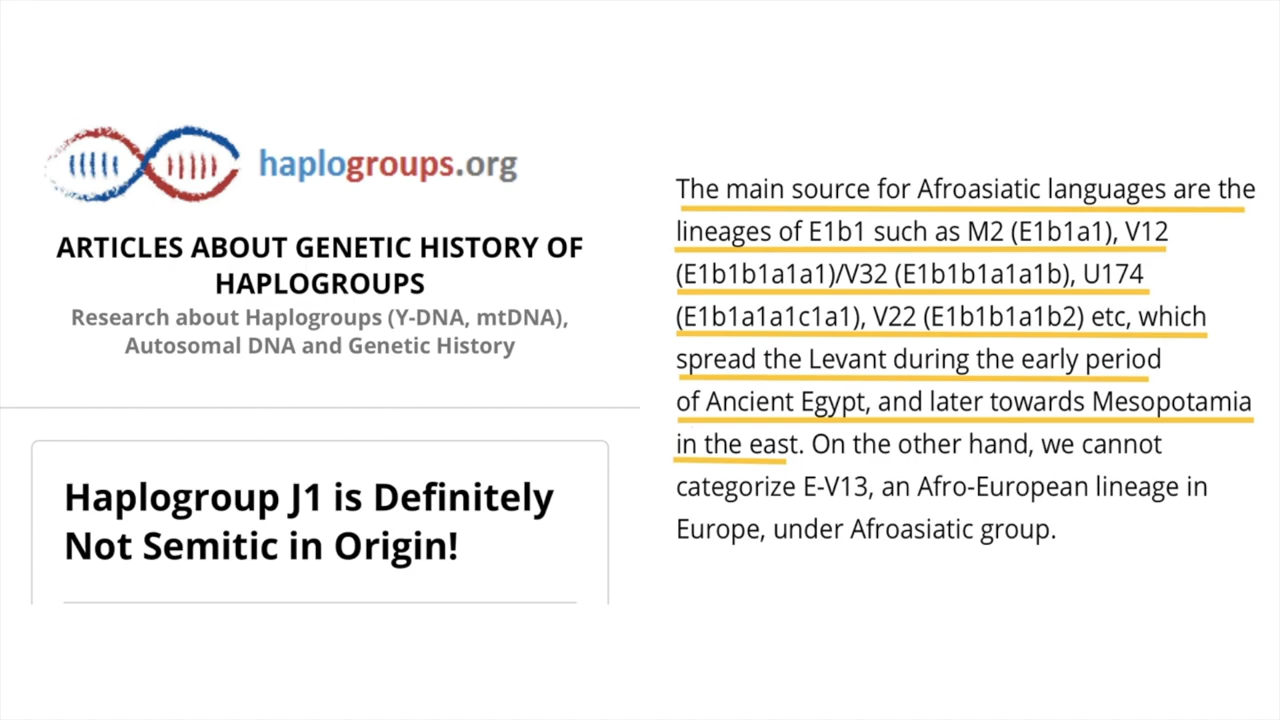 haplogroups.org
ARTICLES ABOUT GENETIC HISTORY OF
HAPLOGROUPS
Research about Haplogroups (Y-DNA, mtDNA),
Autosomal DNA and Genetic History
Haplogroup J1 is Definitely
Not Semitic in Origin!
The main source for Afroasiatic languages are the
lineages of E1b1 such as M2 (E1b1a1), V12
(E1b1b1a1a1)/V32 (E1b1b1a1a1b), U174
(E1b1a1a1c1a1), V22 (E1b1b1a1b2) etc, which
spread the Levant during the early period
of Ancient Egypt, and later towards Mesopotamia
in the east. On the other hand, we cannot
categorize E-V13, an Afro-European lineage in
Europe, under Afroasiatic group.